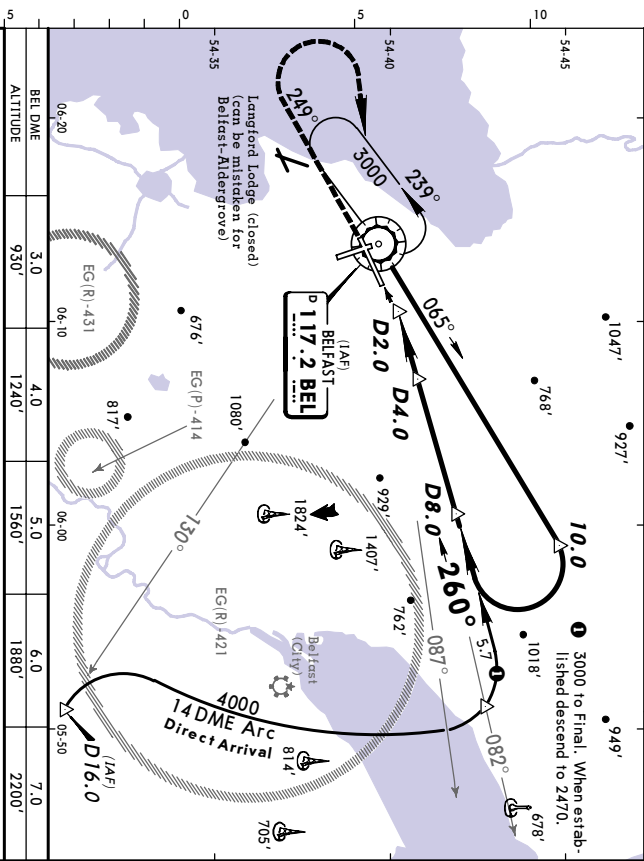 5
0
5
10
54-35
54-40
54-45
06-20
06-10
06-00
05-50
Langford Lodge (closed)
(can be mistaken for
Belfast-Aldergrove)
249°
3000
239°
065°
(IAF)
BELFAST
D 117.2 BEL
D2.0
D4.0
D8.0
10.0
260°
5.7
1
1 3000 to Final. When estab-
lished descend to 2470.
1047'
768'
927'
1018'
949'
929'
762'
676'
817'
1080'
1824'
1407'
814'
705'
678'
EG(R)-431
EG(P)-414
EG(R)-421
Belfast
(City)
130°
087°
082°
4000
14 DME Arc
Direct Arrival
(IAF)
D16.0
BEL DME 3.0 4.0 5.0 6.0 7.0
ALTITUDE 930' 1240' 1560' 1880' 2200'
5